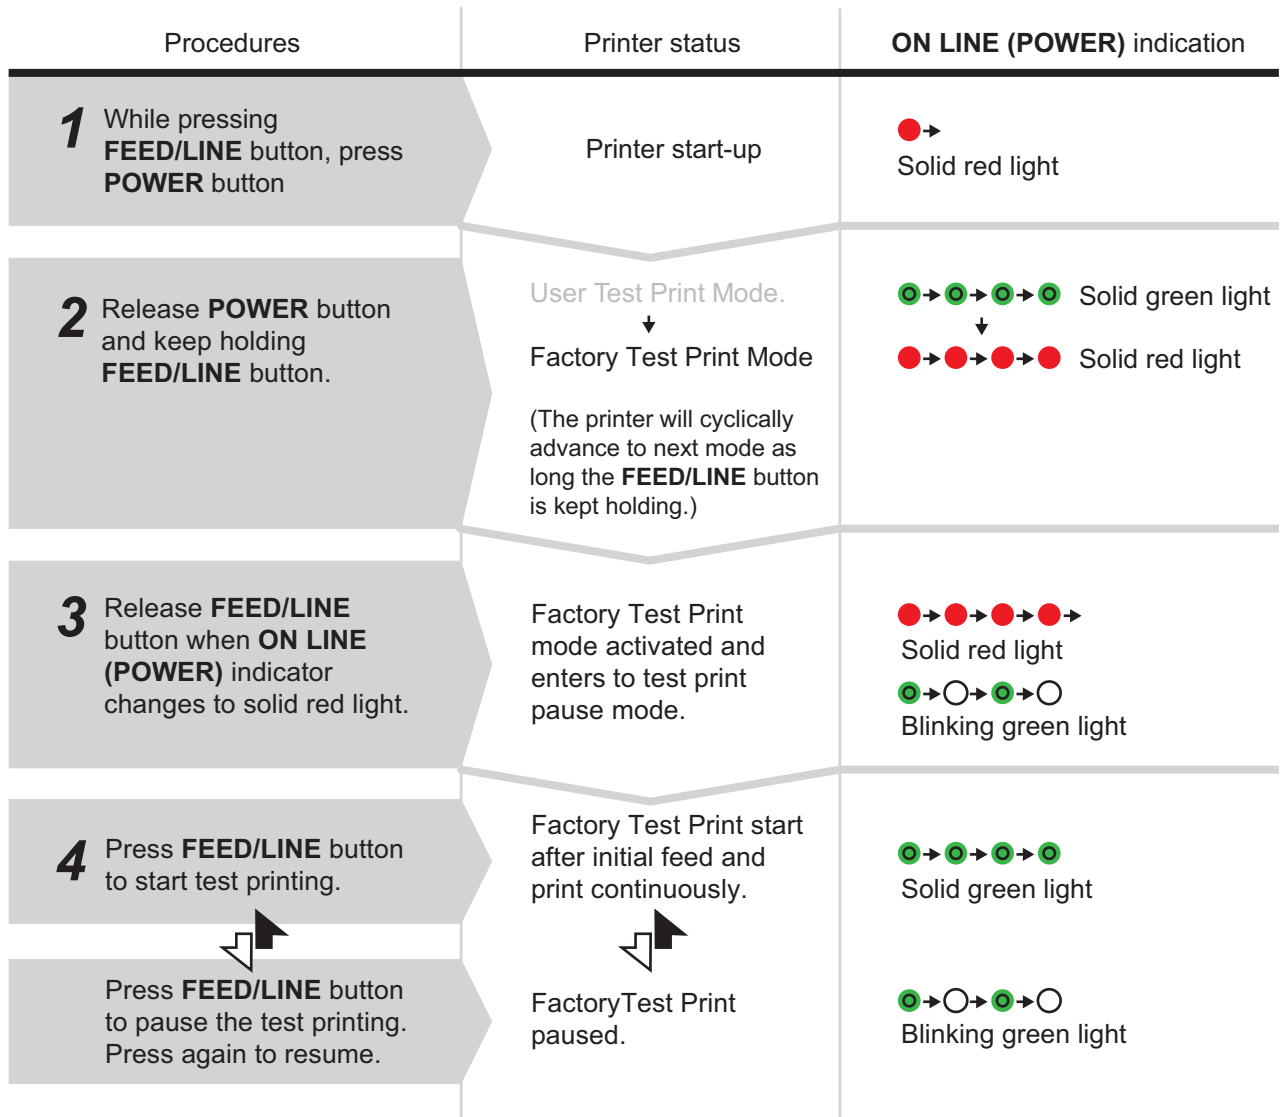 Procedures
Printer status
ON LINE (POWER) indication
1
While pressing
FEED/LINE button, press
POWER button
Printer start-up
Solid red light
2
Release POWER button
and keep holding
FEED/LINE button.
User Test Print Mode.
Factory Test Print Mode
(The printer will cyclically
advance to next mode as
long the FEED/LINE button
is kept holding.)
Solid green light
Solid red light
3
Release FEED/LINE
button when ON LINE
(POWER) indicator
changes to solid red light.
Factory Test Print
mode activated and
enters to test print
pause mode.
Solid red light
Blinking green light
4
Press FEED/LINE button
to start test printing.
Factory Test Print start
after initial feed and
print continuously.
Solid green light
Press FEED/LINE button
to pause the test printing.
Press again to resume.
FactoryTest Print
paused.
Blinking green light